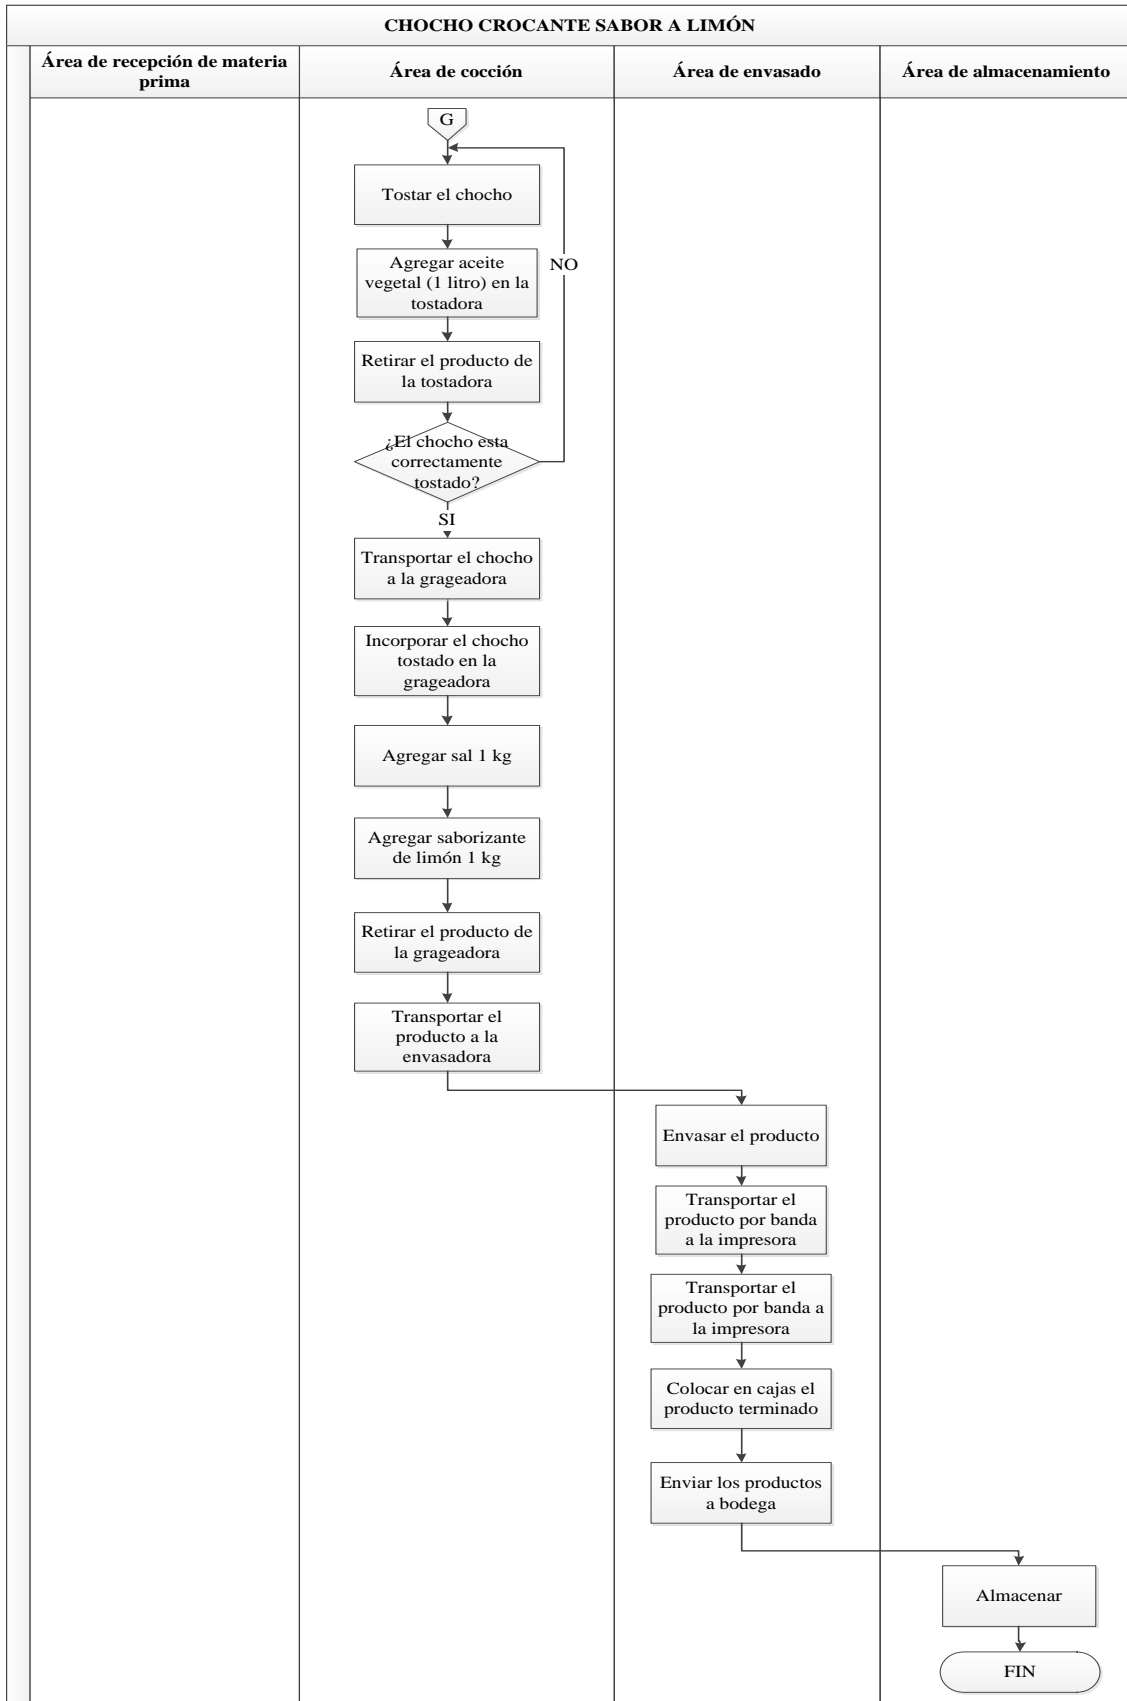 CHOCHO CROCANTE SABOR A LIMÓN
Área de recepción de materia
prima
Área de cocción
Área de envasado
Área de almacenamiento
G
Tostar el chocho
Agregar aceite
vegetal (1 litro) en la
tostadora
NO
Retirar el producto de
la tostadora
¿El chocho esta
correctamente
tostado?
SI
Transportar el chocho
a la grageadora
Incorporar el chocho
tostado en la
grageadora
Agregar sal 1 kg
Agregar saborizante
de limón 1 kg
Retirar el producto de
la grageadora
Transportar el
producto a la
envasadora
Envasar el producto
Transportar el
producto por banda
a la impresora
Transportar el
producto por banda a
la impresora
Colocar en cajas el
producto terminado
Enviar los productos
a bodega
Almacenar
FIN